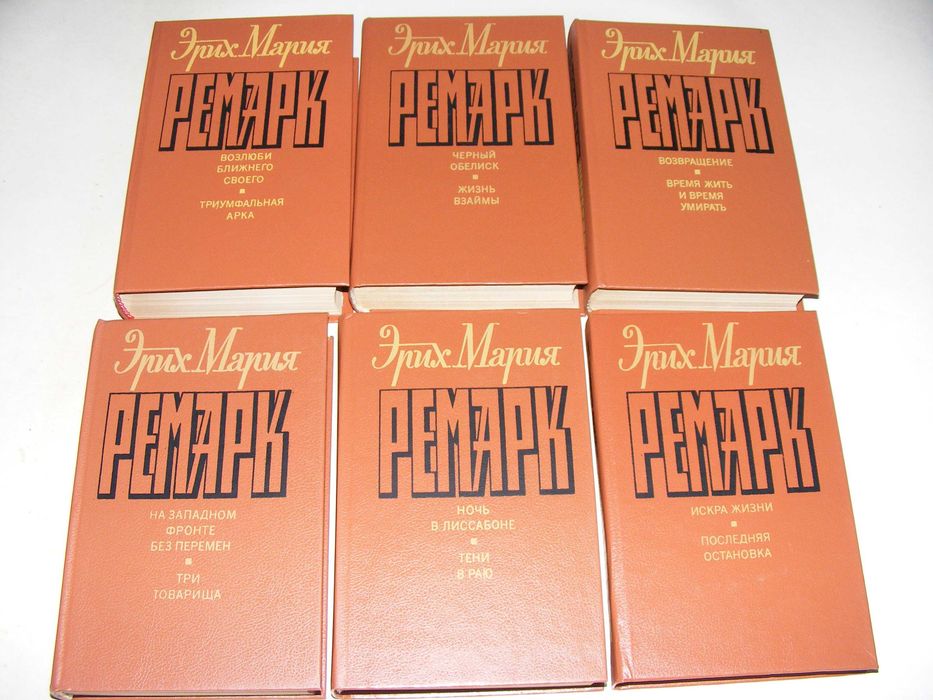 Эрих Мария
РЕМАРК
ВОЗЛЮБИ
БЛИЖНЕГО
СВОЕГО
ТРИУМФАЛЬНАЯ
АРКА
Эрих Мария
РЕМАРК
ЧЕРНЫЙ
ОБЕЛИСК
ЖИЗНЬ
ВЗАЙМЫ
Эрих Мария
РЕМАРК
ВОЗВРАЩЕНИЕ
ВРЕМЯ ЖИТЬ
И ВРЕМЯ
УМИРАТЬ
Эрих Мария
РЕМАРК
НА ЗАПАДНОМ
ФРОНТЕ
БЕЗ ПЕРЕМЕН
ТРИ
ТОВАРИЩА
Эрих Мария
РЕМАРК
НОЧЬ
В ЛИССАБОНЕ
ТЕНИ
В РАЮ
Эрих Мария
РЕМАРК
ИСКРА ЖИЗНИ
ПОСЛЕДНЯЯ
ОСТАНОВКА